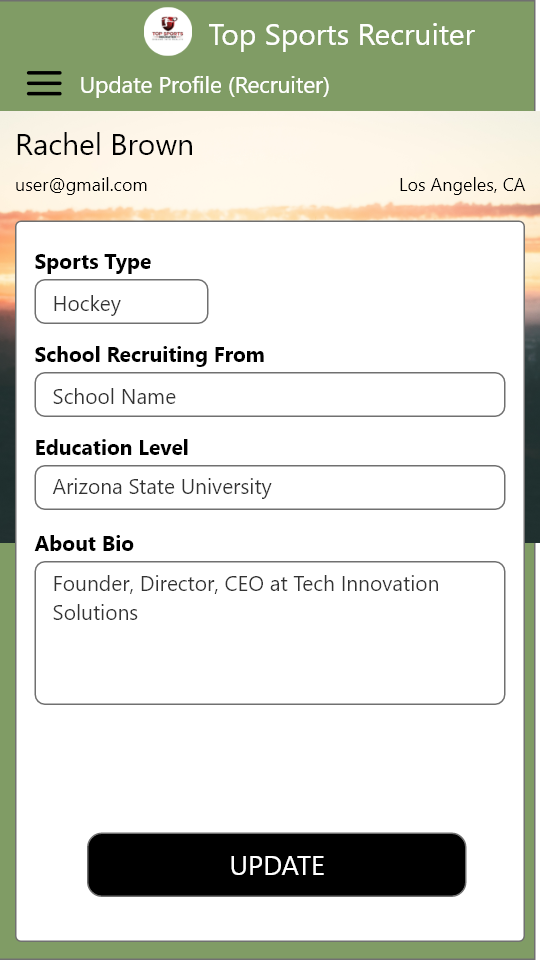 TOP SPORTS
Top Sports Recruiter
Update Profile (Recruiter)
Rachel Brown
user@gmail.com
Los Angeles, CA
Sports Type
Hockey
School Recruiting From
School Name
Education Level
Arizona State University
About Bio
Founder, Director, CEO at Tech Innovation
Solutions
UPDATE